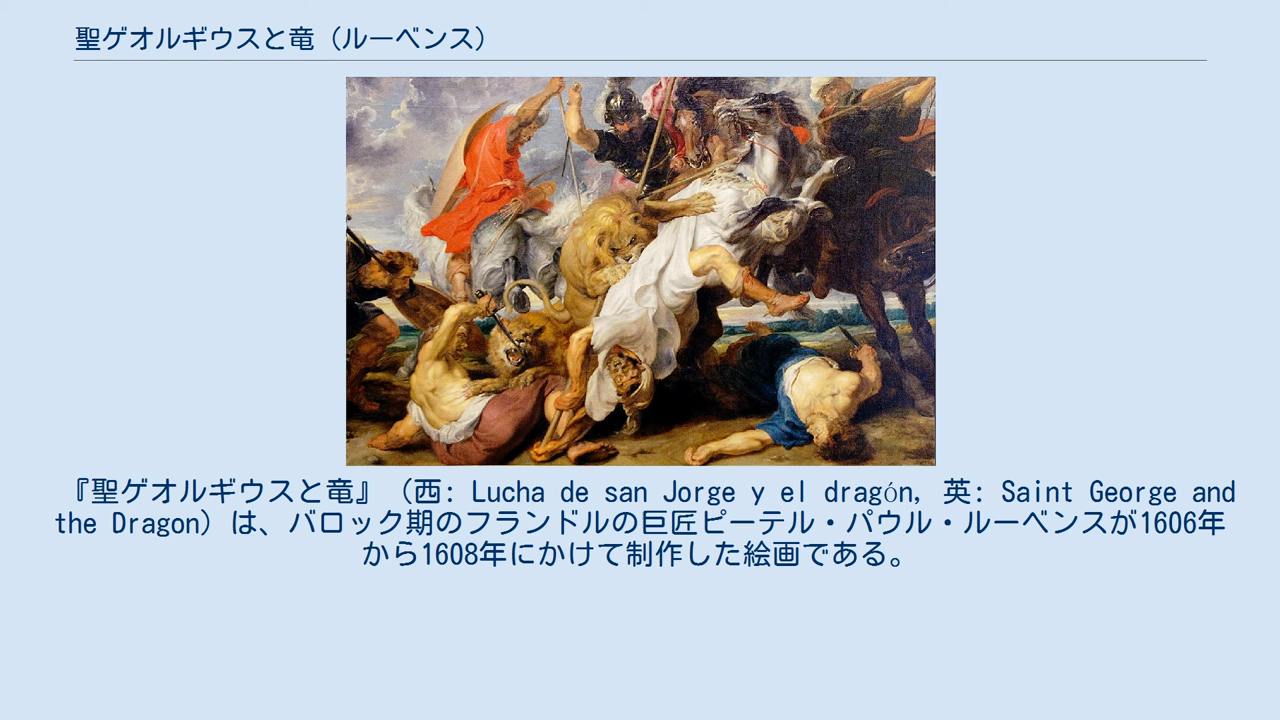 聖ゲオルギウスと竜（ルーベンス）
『聖ゲオルギウスと竜』（西: Lucha de san Jorge y el dragón, 英: Saint George and
the Dragon）は、バロック期のフランドルの巨匠ピーテル・パウル・ルーベンスが1606年
から1608年にかけて制作した絵画である。